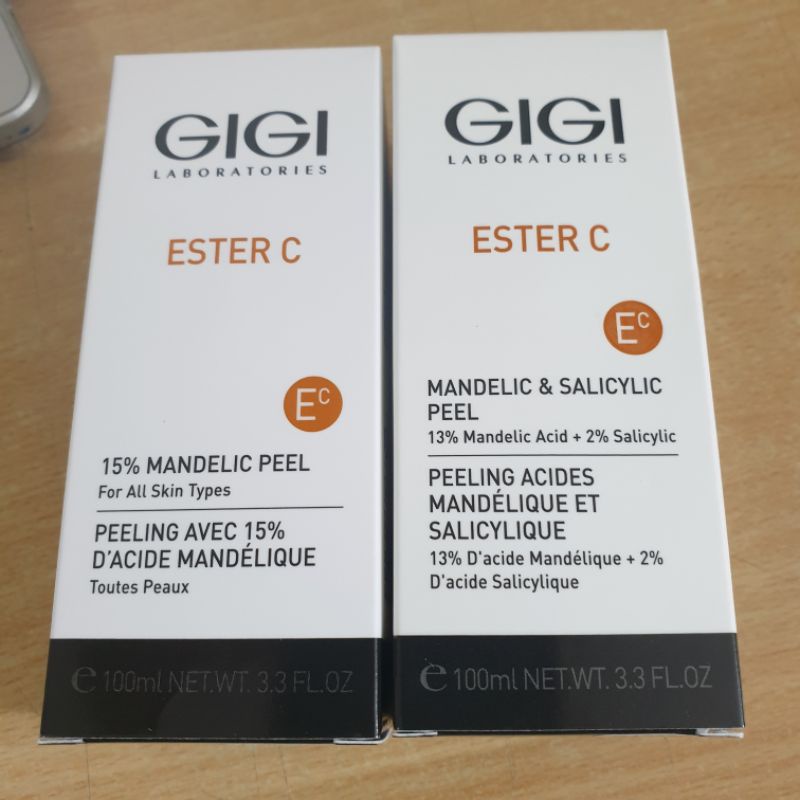 GIGI
LABORATORIES
ESTER C
EC
15% MANDELIC PEEL
For All Skin Types
PEELING AVEC 15%
D'ACIDE MANDÉLIQUE
Toutes Peaux
e 100ml NET.WT. 3.3 FL.OZ
GIGI
LABORATORIES
ESTER C
EC
MANDELIC & SALICYLIC
PEEL
13% Mandelic Acid + 2% Salicylic
PEELING ACIDES
MANDÉLIQUE ET
SALICYLIQUE
13% D'acide Mandélique + 2%
D'acide Salicylique
e 100ml NET.WT. 3.3 FL.OZ